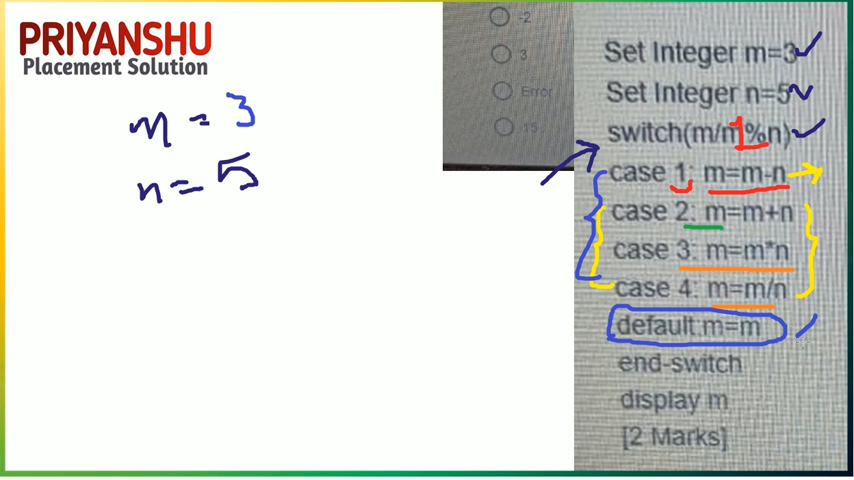 PRIYANSHU
Placement Solution
m = 3
n = 5
-2
3
Error
15
Set Integer m=3
Set Integer n=5
switch(m/m%n)
1
case 1: m=m-n
case 2: m=m+n
case 3: m=m*n
case 4: m=m/n
default:m=m
end-switch
display m
[2 Marks]